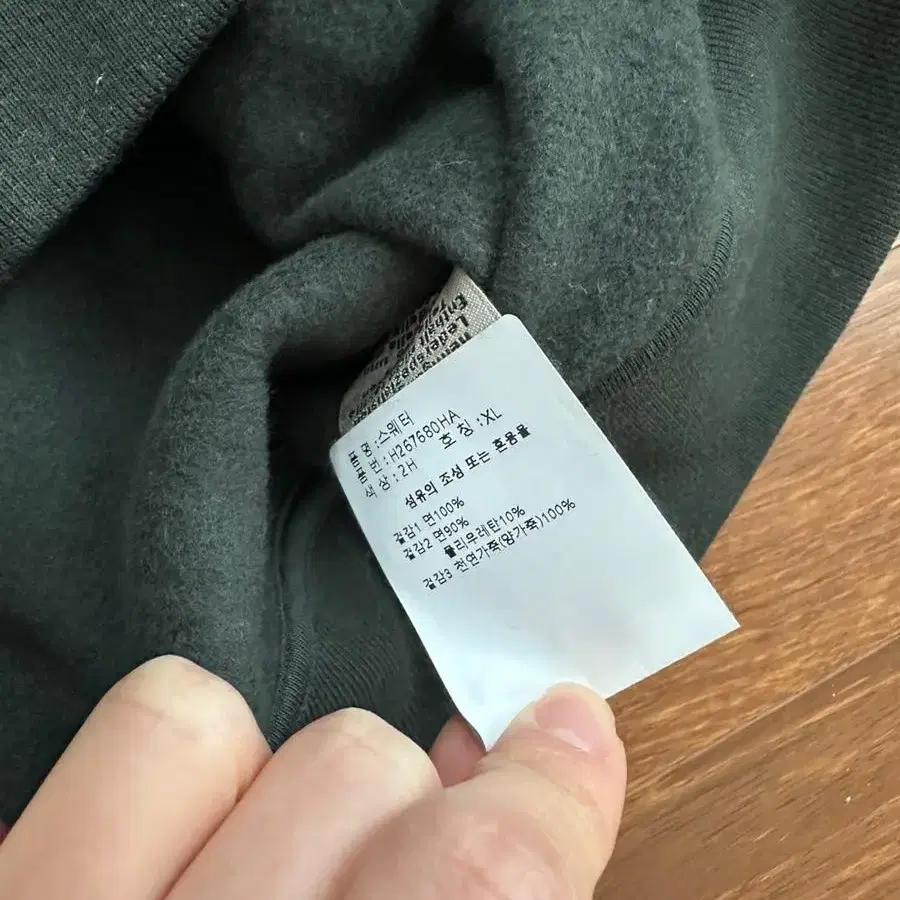 품 명 : 스웨터
품 번 : H267680HA 호 칭 : XL
색 상 : 2H
섬유의 조성 또는 혼용율
겉감1 면100%
겉감2 면90%
폴리우레탄10%
겉감3 천연가죽(양가죽)100%